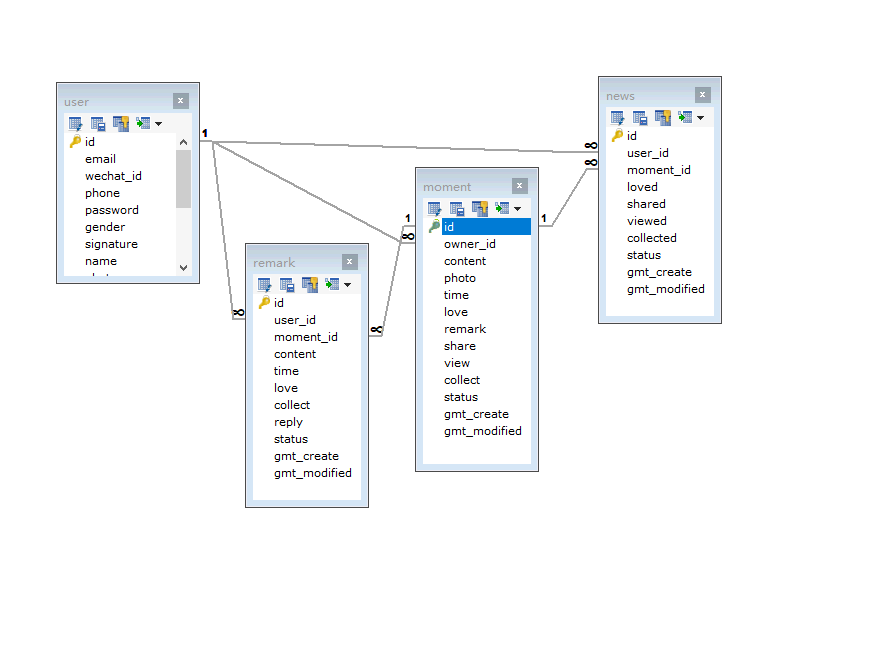 user
id
email
wechat_id
phone
password
gender
signature
name
1
remark
id
user_id
moment_id
content
time
love
collect
reply
status
gmt_create
gmt_modified
∞
∞
moment
id
owner_id
content
photo
time
love
remark
share
view
collect
status
gmt_create
gmt_modified
1
∞
1
news
id
user_id
moment_id
loved
shared
viewed
collected
status
gmt_create
gmt_modified
∞
∞